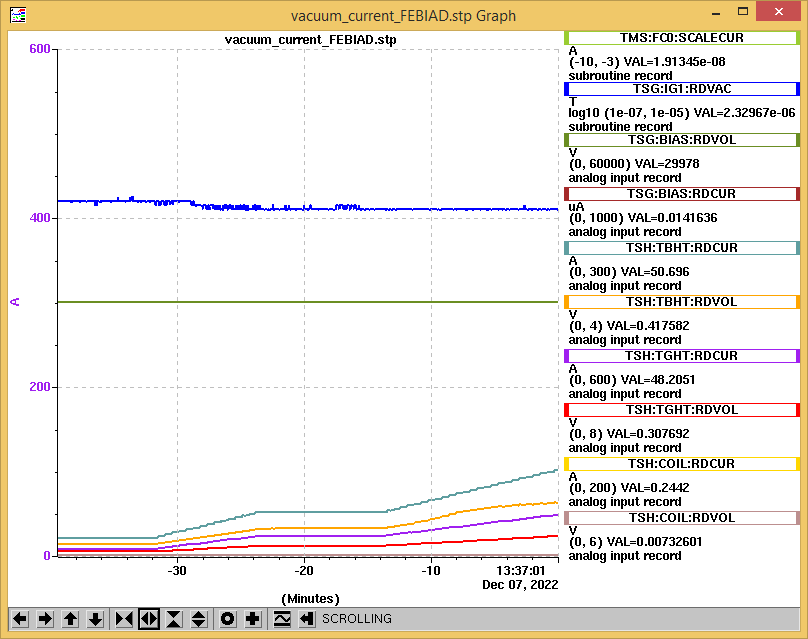 vacuum_current_FEBIAD.stp Graph
vacuum_current_FEBIAD.stp
600
400
200
0
A
-30
-20
-10
13:37:01
Dec 07, 2022
(Minutes)
TMS:FC0:SCALECUR
A
(-10, -3) VAL=1.91345e-08
subroutine record
TSG:IG1:RDVAC
T
log10 (1e-07, 1e-05) VAL=2.32967e-06
subroutine record
TSG:BIAS:RDVOL
V
(0, 60000) VAL=29978
analog input record
TSG:BIAS:RDCUR
uA
(0, 1000) VAL=0.0141636
analog input record
TSH:TBHT:RDCUR
A
(0, 300) VAL=50.696
analog input record
TSH:TBHT:RDVOL
V
(0, 4) VAL=0.417582
analog input record
TSH:TGHT:RDCUR
A
(0, 600) VAL=48.2051
analog input record
TSH:TGHT:RDVOL
V
(0, 8) VAL=0.307692
analog input record
TSH:COIL:RDCUR
A
(0, 200) VAL=0.2442
analog input record
TSH:COIL:RDVOL
V
(0, 6) VAL=0.00732601
analog input record
SCROLLING